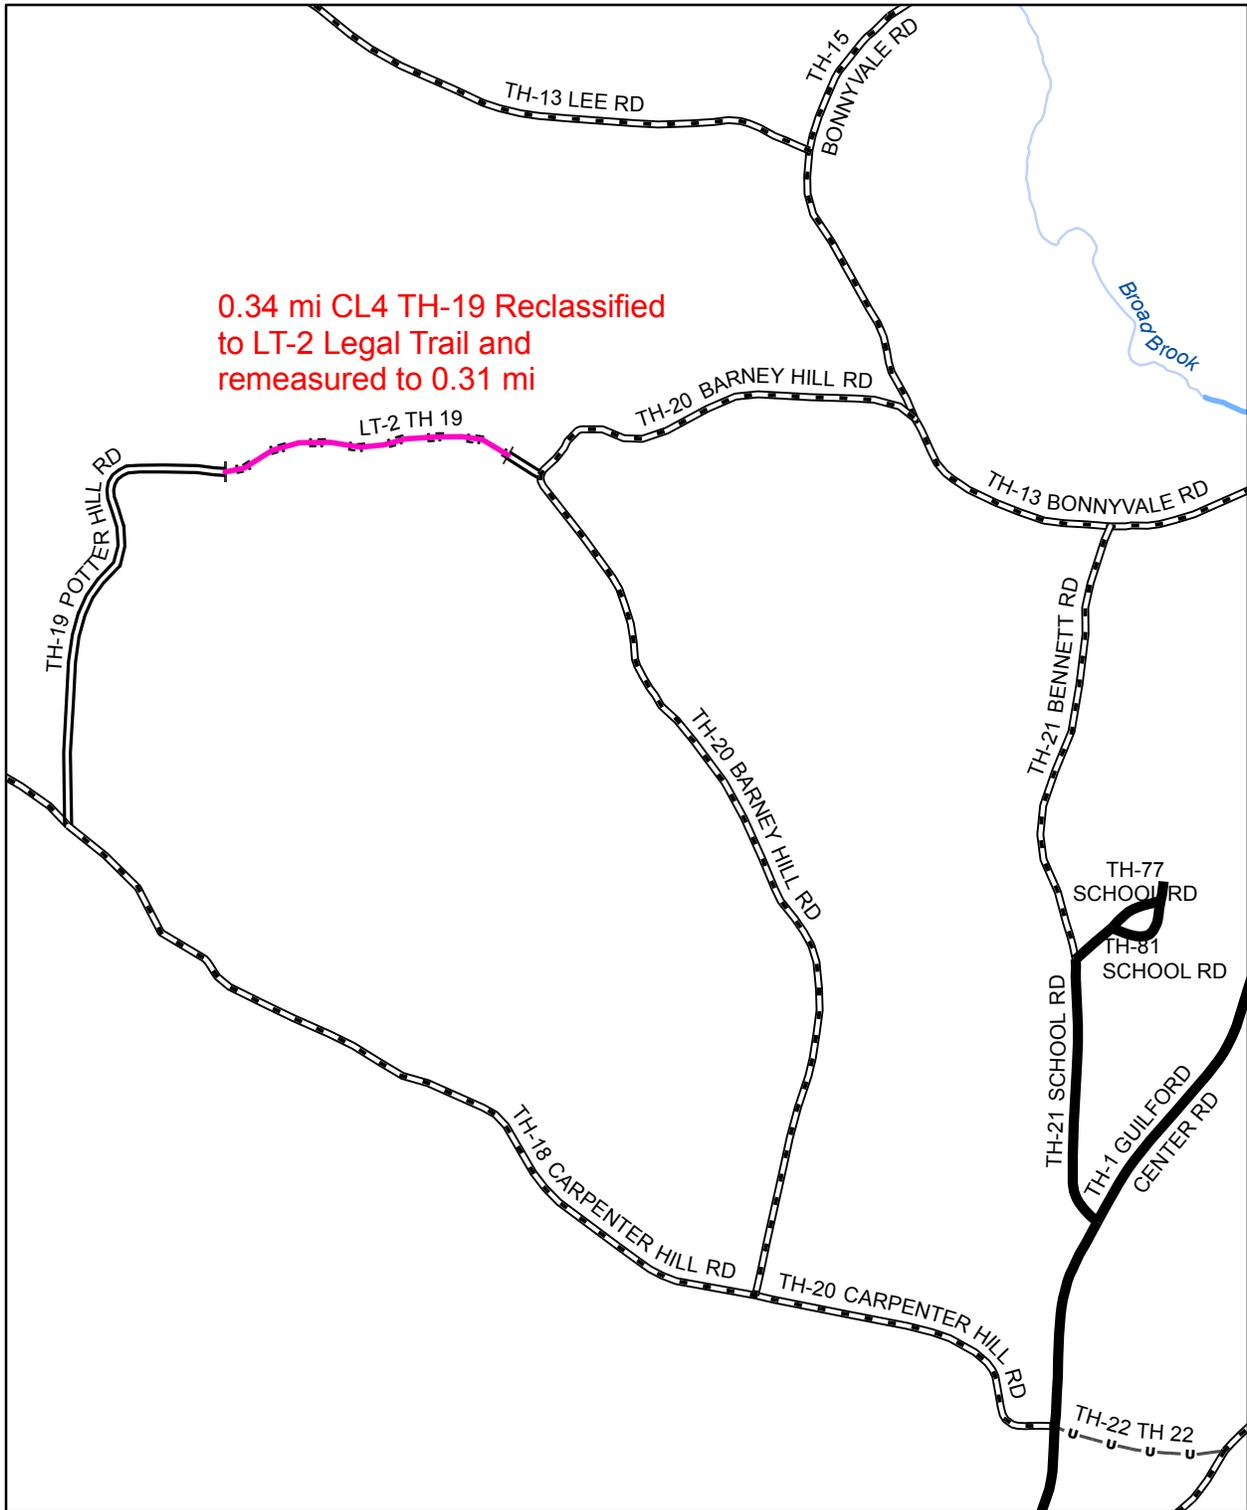 TH-15
BONNYVALE RD
TH-13 LEE RD
Broad Brook
0.34 mi CL4 TH-19 Reclassified
to LT-2 Legal Trail and
remeasured to 0.31 mi
TH-20 BARNEY HILL RD
LT-2 TH 19
TH-13 BONNYVALE RD
TH-19 POTTER HILL RD
TH-21 BENNETT RD
TH-20 BARNEY HILL RD
TH-77
SCHOOL RD
TH-81
SCHOOL RD
TH-21 SCHOOL RD
TH-1 GUILFORD
CENTER RD
TH-18 CARPENTER HILL RD
TH-20 CARPENTER HILL RD
TH-22 TH 22